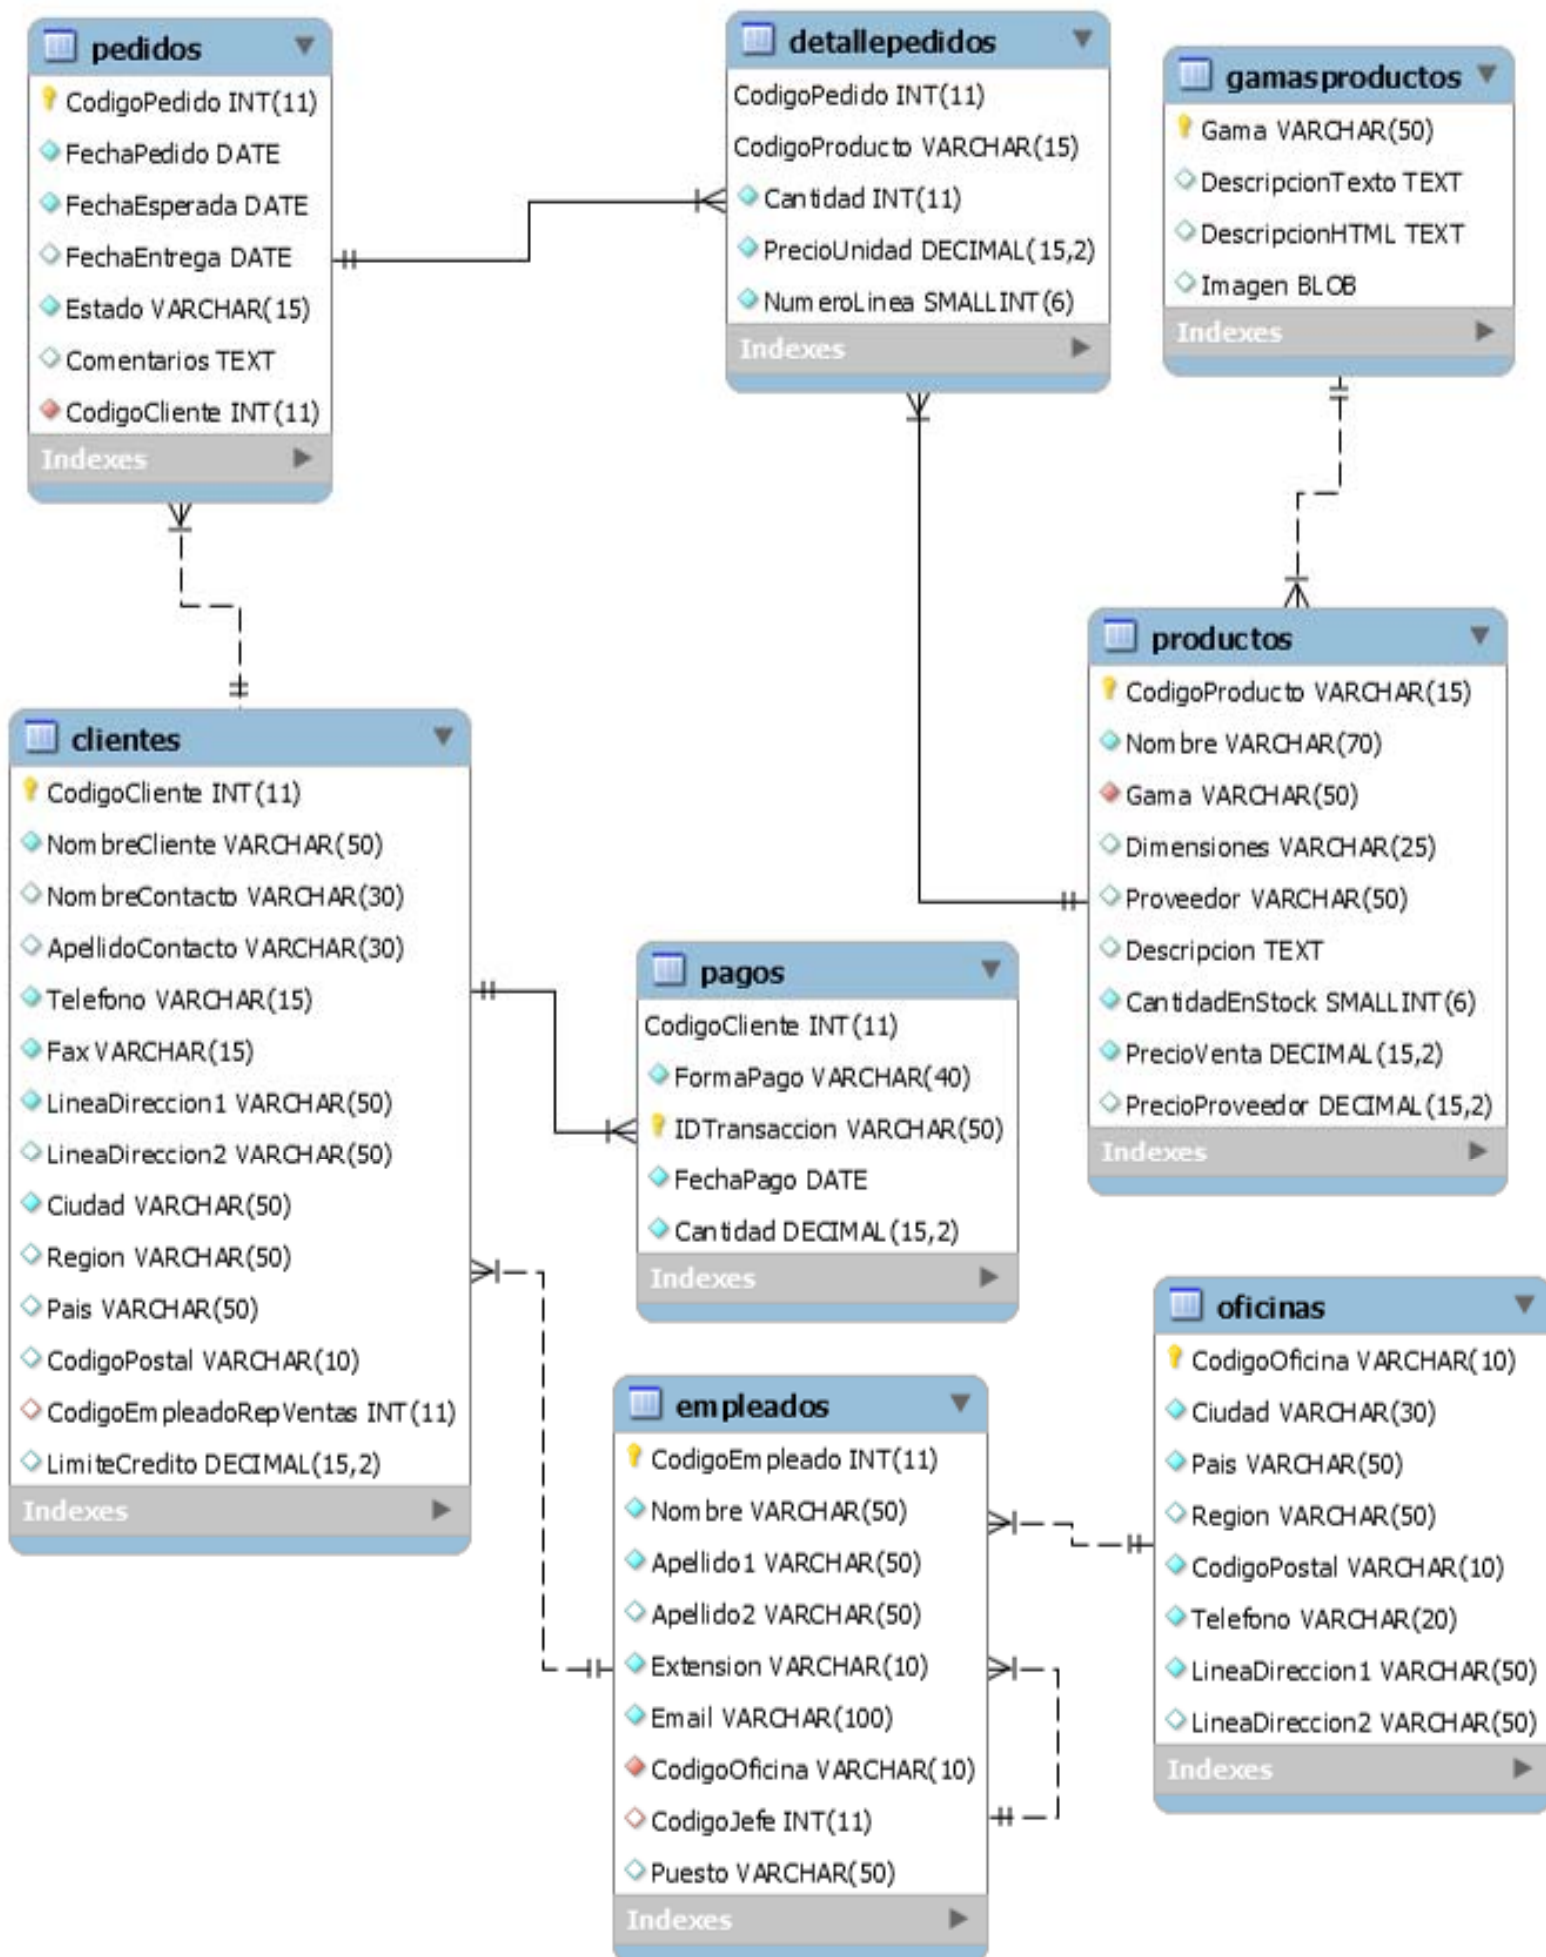 pedidos
CodigoPedido INT(11)
FechaPedido DATE
FechaEsperada DATE
FechaEntrega DATE
Estado VARCHAR(15)
Comentarios TEXT
CodigoCliente INT(11)
Indexes
detallepedidos
CodigoPedido INT(11)
CodigoProducto VARCHAR(15)
Cantidad INT(11)
PrecioUnidad DECIMAL(15,2)
NumeroLinea SMALLINT(6)
Indexes
gamasproductos
Gama VARCHAR(50)
DescripcionTexto TEXT
DescripcionHTML TEXT
Imagen BLOB
Indexes
productos
CodigoProducto VARCHAR(15)
Nombre VARCHAR(70)
Gama VARCHAR(50)
Dimensiones VARCHAR(25)
Proveedor VARCHAR(50)
Descripcion TEXT
CantidadEnStock SMALLINT(6)
PrecioVenta DECIMAL(15,2)
PrecioProveedor DECIMAL(15,2)
Indexes
clientes
CodigoCliente INT(11)
NombreCliente VARCHAR(50)
NombreContacto VARCHAR(30)
ApellidoContacto VARCHAR(30)
Telefono VARCHAR(15)
Fax VARCHAR(15)
LineaDireccion1 VARCHAR(50)
LineaDireccion2 VARCHAR(50)
Ciudad VARCHAR(50)
Region VARCHAR(50)
Pais VARCHAR(50)
CodigoPostal VARCHAR(10)
CodigoEmpleadoRepVentas INT(11)
LimiteCredito DECIMAL(15,2)
Indexes
pagos
CodigoCliente INT(11)
FormaPago VARCHAR(40)
IDTransaccion VARCHAR(50)
FechaPago DATE
Cantidad DECIMAL(15,2)
Indexes
empleados
CodigoEmpleado INT(11)
Nombre VARCHAR(50)
Apellido1 VARCHAR(50)
Apellido2 VARCHAR(50)
Extension VARCHAR(10)
Email VARCHAR(100)
CodigoOficina VARCHAR(10)
CodigoJefe INT(11)
Puesto VARCHAR(50)
Indexes
oficinas
CodigoOficina VARCHAR(10)
Ciudad VARCHAR(30)
Pais VARCHAR(50)
Region VARCHAR(50)
CodigoPostal VARCHAR(10)
Telefono VARCHAR(20)
LineaDireccion1 VARCHAR(50)
LineaDireccion2 VARCHAR(50)
Indexes